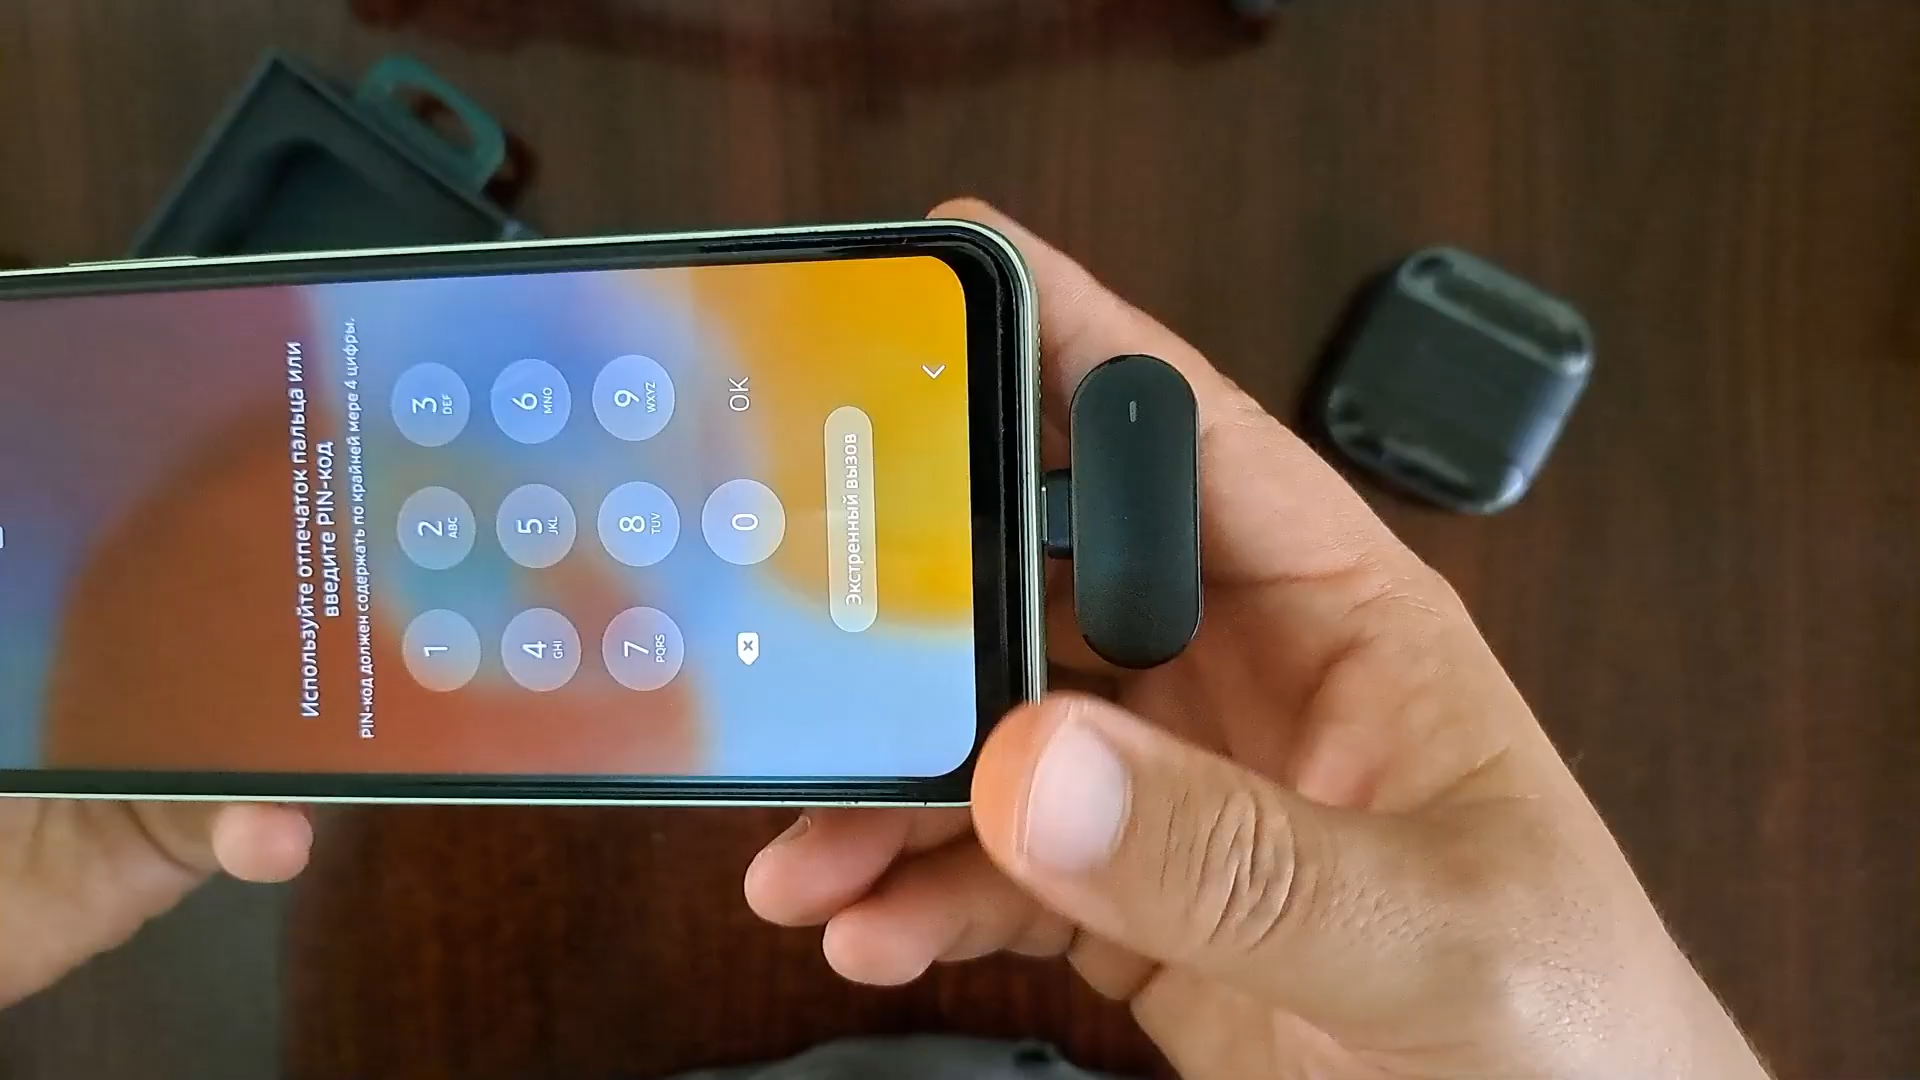 Используйте отпечаток пальца или
введите PIN-код
PIN-код должен содержать по крайней мере 4 цифры.
1 2 3
ABC DEF
4 5 6
GHI JKL MNO
7 8 9
PQRS TUV WXYZ
0 OK
Экстренный вызов